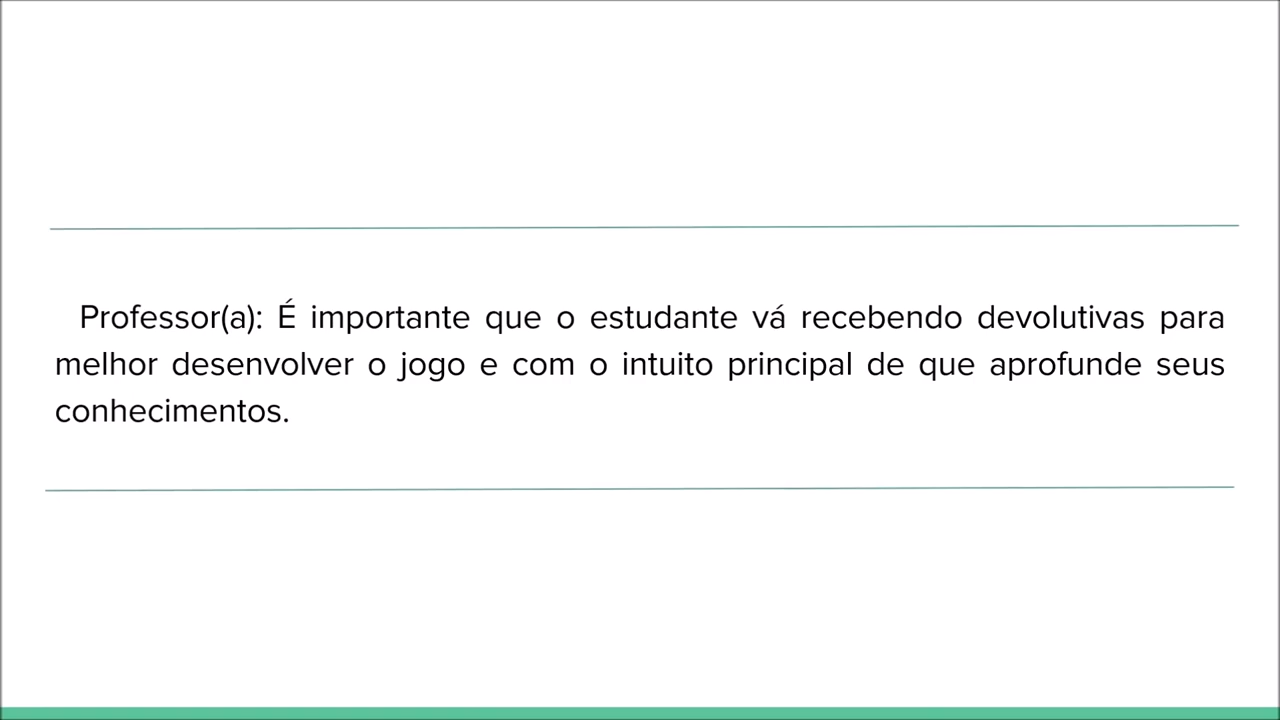 Professor(a): É importante que o estudante vá recebendo devolutivas para
melhor desenvolver o jogo e com o intuito principal de que aprofunde seus
conhecimentos.